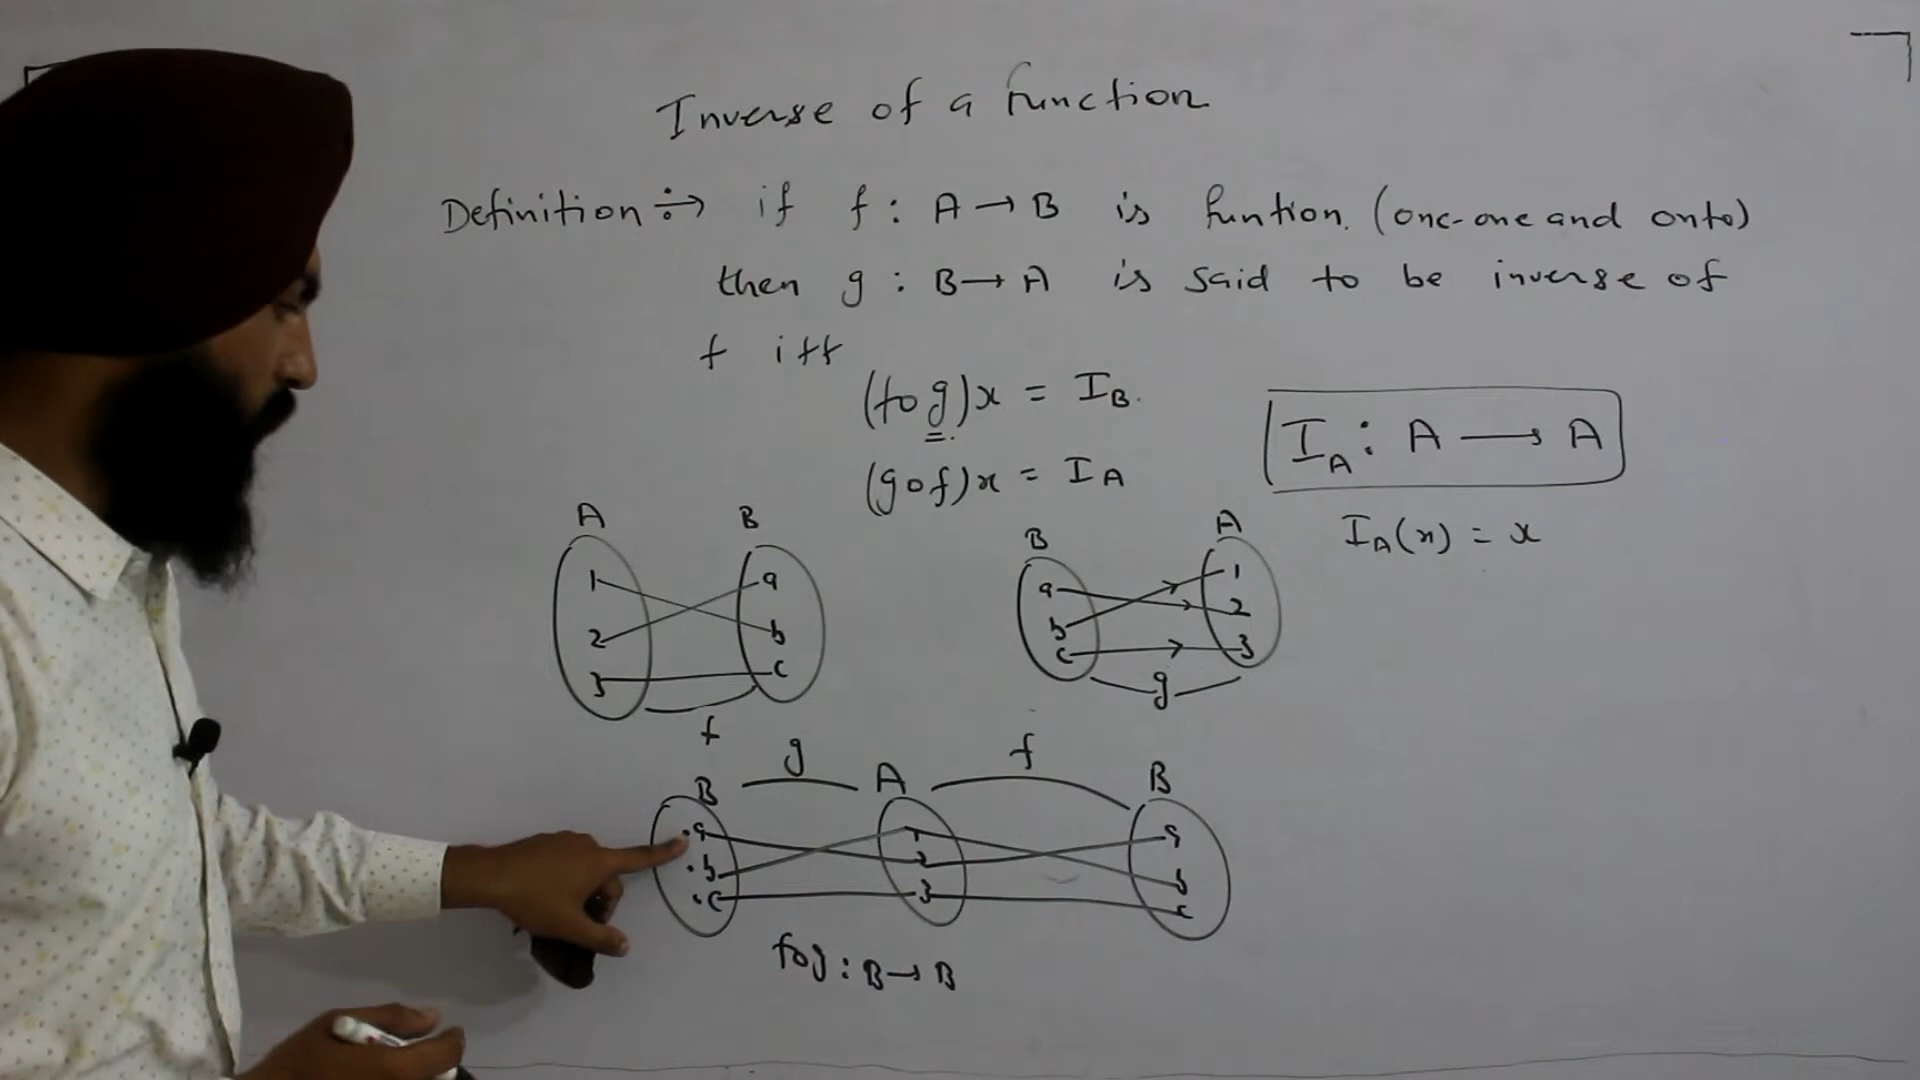 Inverse of a function
Definition ÷→ if f : A → B is funtion. (one-one and onto)
then g : B → A is said to be inverse of
f iff
(fog)x = I_B.
(gof)x = I_A
I_A : A → A
I_A(x) = x
A B
1 a
2 b
3 c
f
B A
a 1
b 2
c 3
g
g f
B A B
a 1 a
b 2 b
c 3 c
fog : B → B